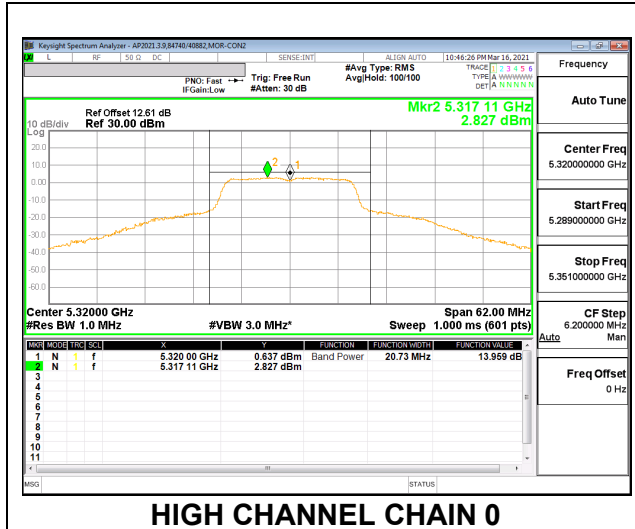 Keysight Spectrum Analyzer - AP2021.3.9,84740/40882,MOR-CON2
L RF 50 Ω DC SENSE:INT ALIGN AUTO 10:46:26 PM Mar 16, 2021
#Avg Type: RMS TRACE 1 2 3 4 5 6
PNO: Fast Trig: Free Run Avg|Hold: 100/100 TYPE A WWWWW
IFGain:Low #Atten: 30 dB DET A N N N N N
Mkr2 5.317 11 GHz
Ref Offset 12.61 dB
10 dB/div Ref 30.00 dBm 2.827 dBm
Log
20.0
10.0
0.00
-10.0
-20.0
-30.0
-40.0
-50.0
-60.0
2 1
Center 5.32000 GHz Span 62.00 MHz
#Res BW 1.0 MHz #VBW 3.0 MHz* Sweep 1.000 ms (601 pts)
MKR MODE TRC SCL X Y FUNCTION FUNCTION WIDTH FUNCTION VALUE
1 N 1 f 5.320 00 GHz 0.637 dBm Band Power 20.73 MHz 13.959 dB
2 N 1 f 5.317 11 GHz 2.827 dBm
3
4
5
6
7
8
9
10
11
MSG STATUS
Frequency
Auto Tune
Center Freq
5.320000000 GHz
Start Freq
5.289000000 GHz
Stop Freq
5.351000000 GHz
CF Step
6.200000 MHz
Auto Man
Freq Offset
0 Hz
HIGH CHANNEL CHAIN 0